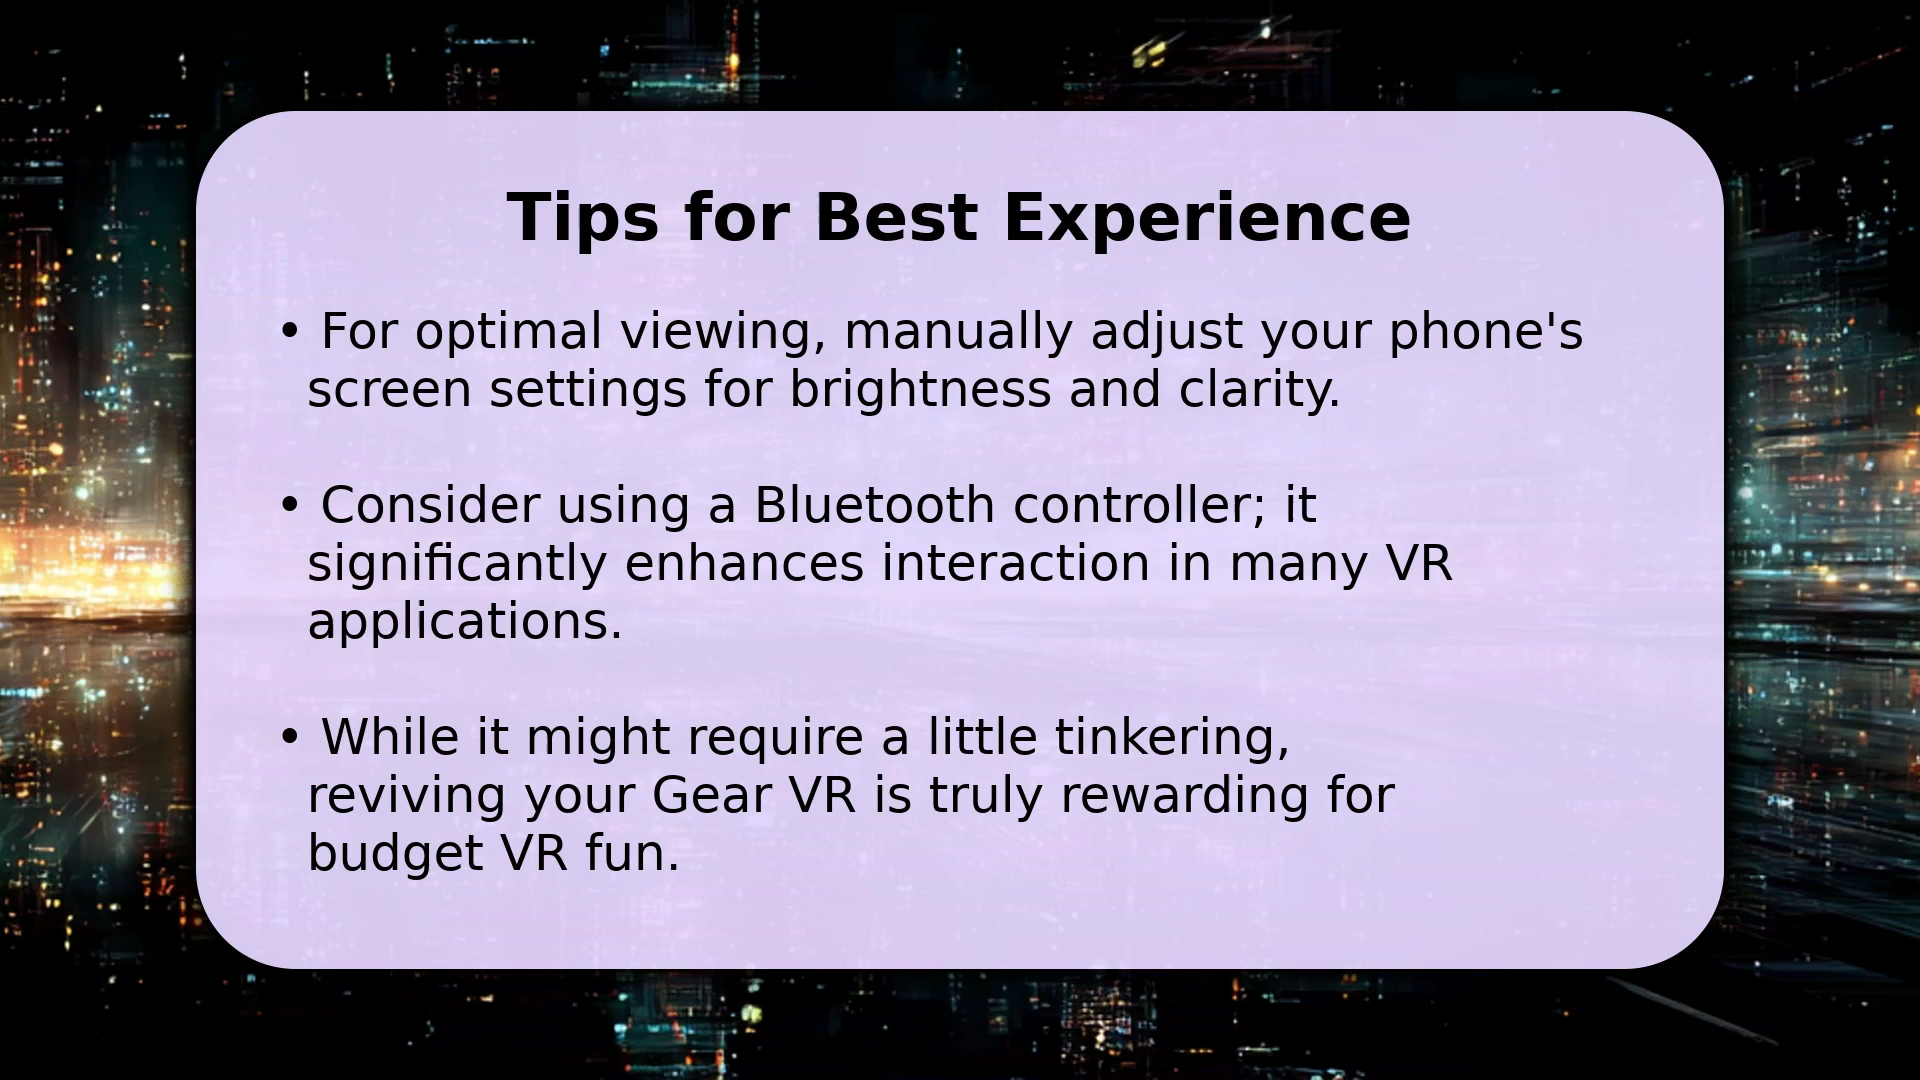 Tips for Best Experience
• For optimal viewing, manually adjust your phone's
screen settings for brightness and clarity.
• Consider using a Bluetooth controller; it
significantly enhances interaction in many VR
applications.
• While it might require a little tinkering,
reviving your Gear VR is truly rewarding for
budget VR fun.